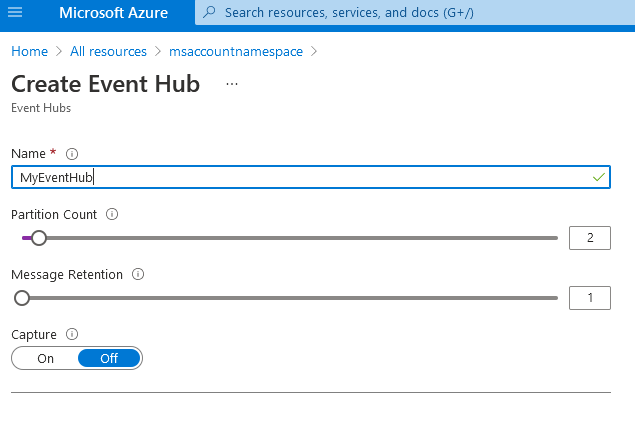 Microsoft Azure
Search resources, services, and docs (G+/)
Home > All resources > msaccountnamespace >
Create Event Hub ...
Event Hubs
Name *
MyEventHub
Partition Count
2
Message Retention
1
Capture
On Off